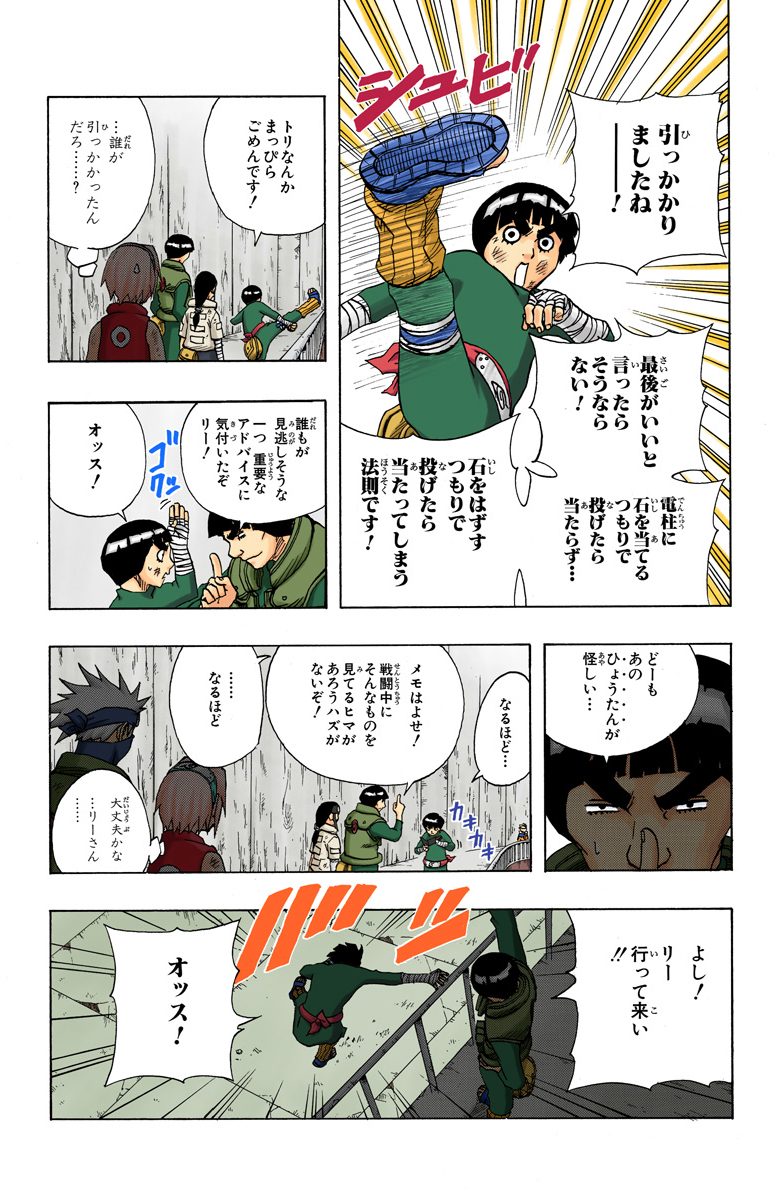 シュビ
引っかかり
ましたね
――！
最後がいいと
言ったら
そうなら
ない！
電柱に
石を当てる
つもりで
投げたら
当たらず…
石をはずす
つもりで
投げたら
当たってしまう
法則です！
トリなんか
まっぴら
ごめんです！
…誰が
引っかかったん
だろ……？
誰もが
見逃しそうな
一つ 重要な
アドバイスに
気付いたぞ
リー！
ゴクッ
オッス！
どーも
あの
ひょうたんが
怪しい…
なるほど…
メモはよせ！
戦闘中に
そんなものを
見てるヒマが
あろうハズが
ないぞ！
……
なるほど
カキカキ
大丈夫かな
…リーさん
……
よし！
リー
行って来い
!!
バッ
オッス！